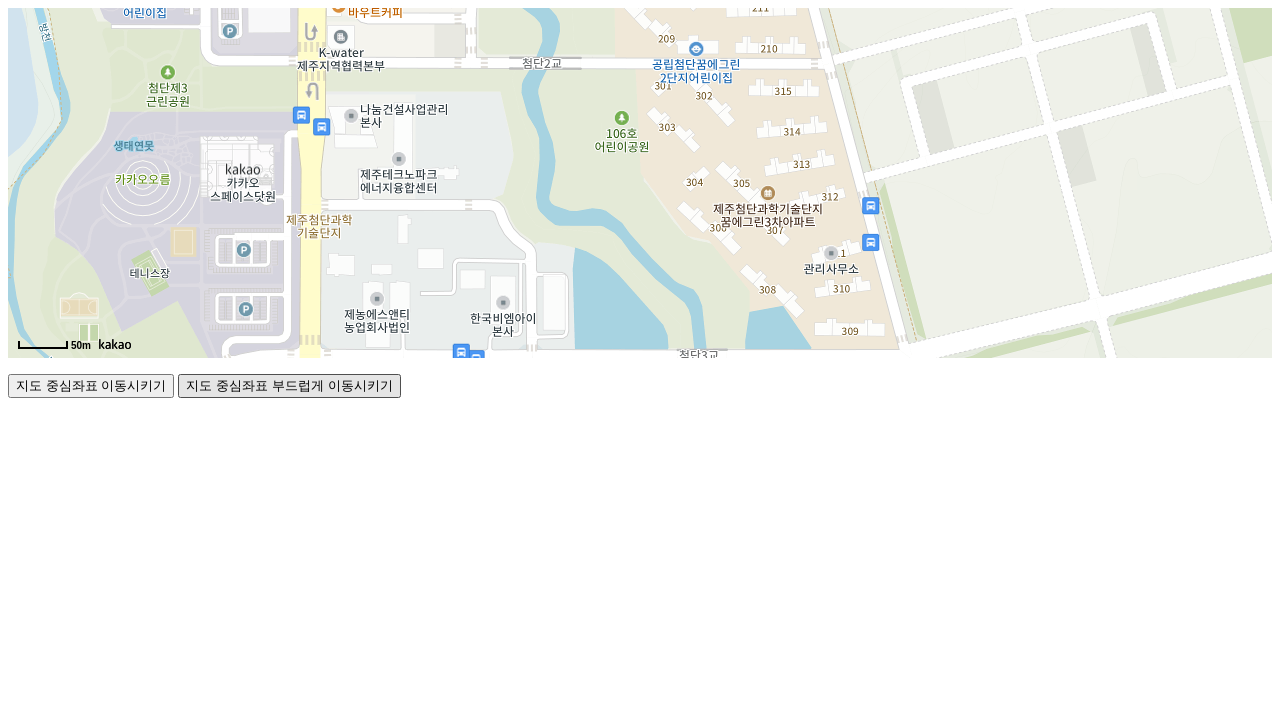 어린이집
바우트커피
211
방천
P
209
210
K-water
제주지역협력본부
공립첨단꿈에그린
2단지어린이집
첨단2교
첨단제3
근린공원
301
302
315
나눔건설사업관리
본사
303
314
106호
어린이공원
생태연못
kakao
카카오
스페이스닷원
카카오오름
제주테크노파크
에너지융합센터
313
304
305
312
제주첨단과학기술단지
꿈에그린3차아파트
제주첨단과학
기술단지
307
P
.1
관리사무소
테니스장
308
310
P
제농에스앤티
농업회사법인
한국비엠아이
본사
309
50m
kakao
첨단3교
지도 중심좌표 이동시키기
지도 중심좌표 부드럽게 이동시키기